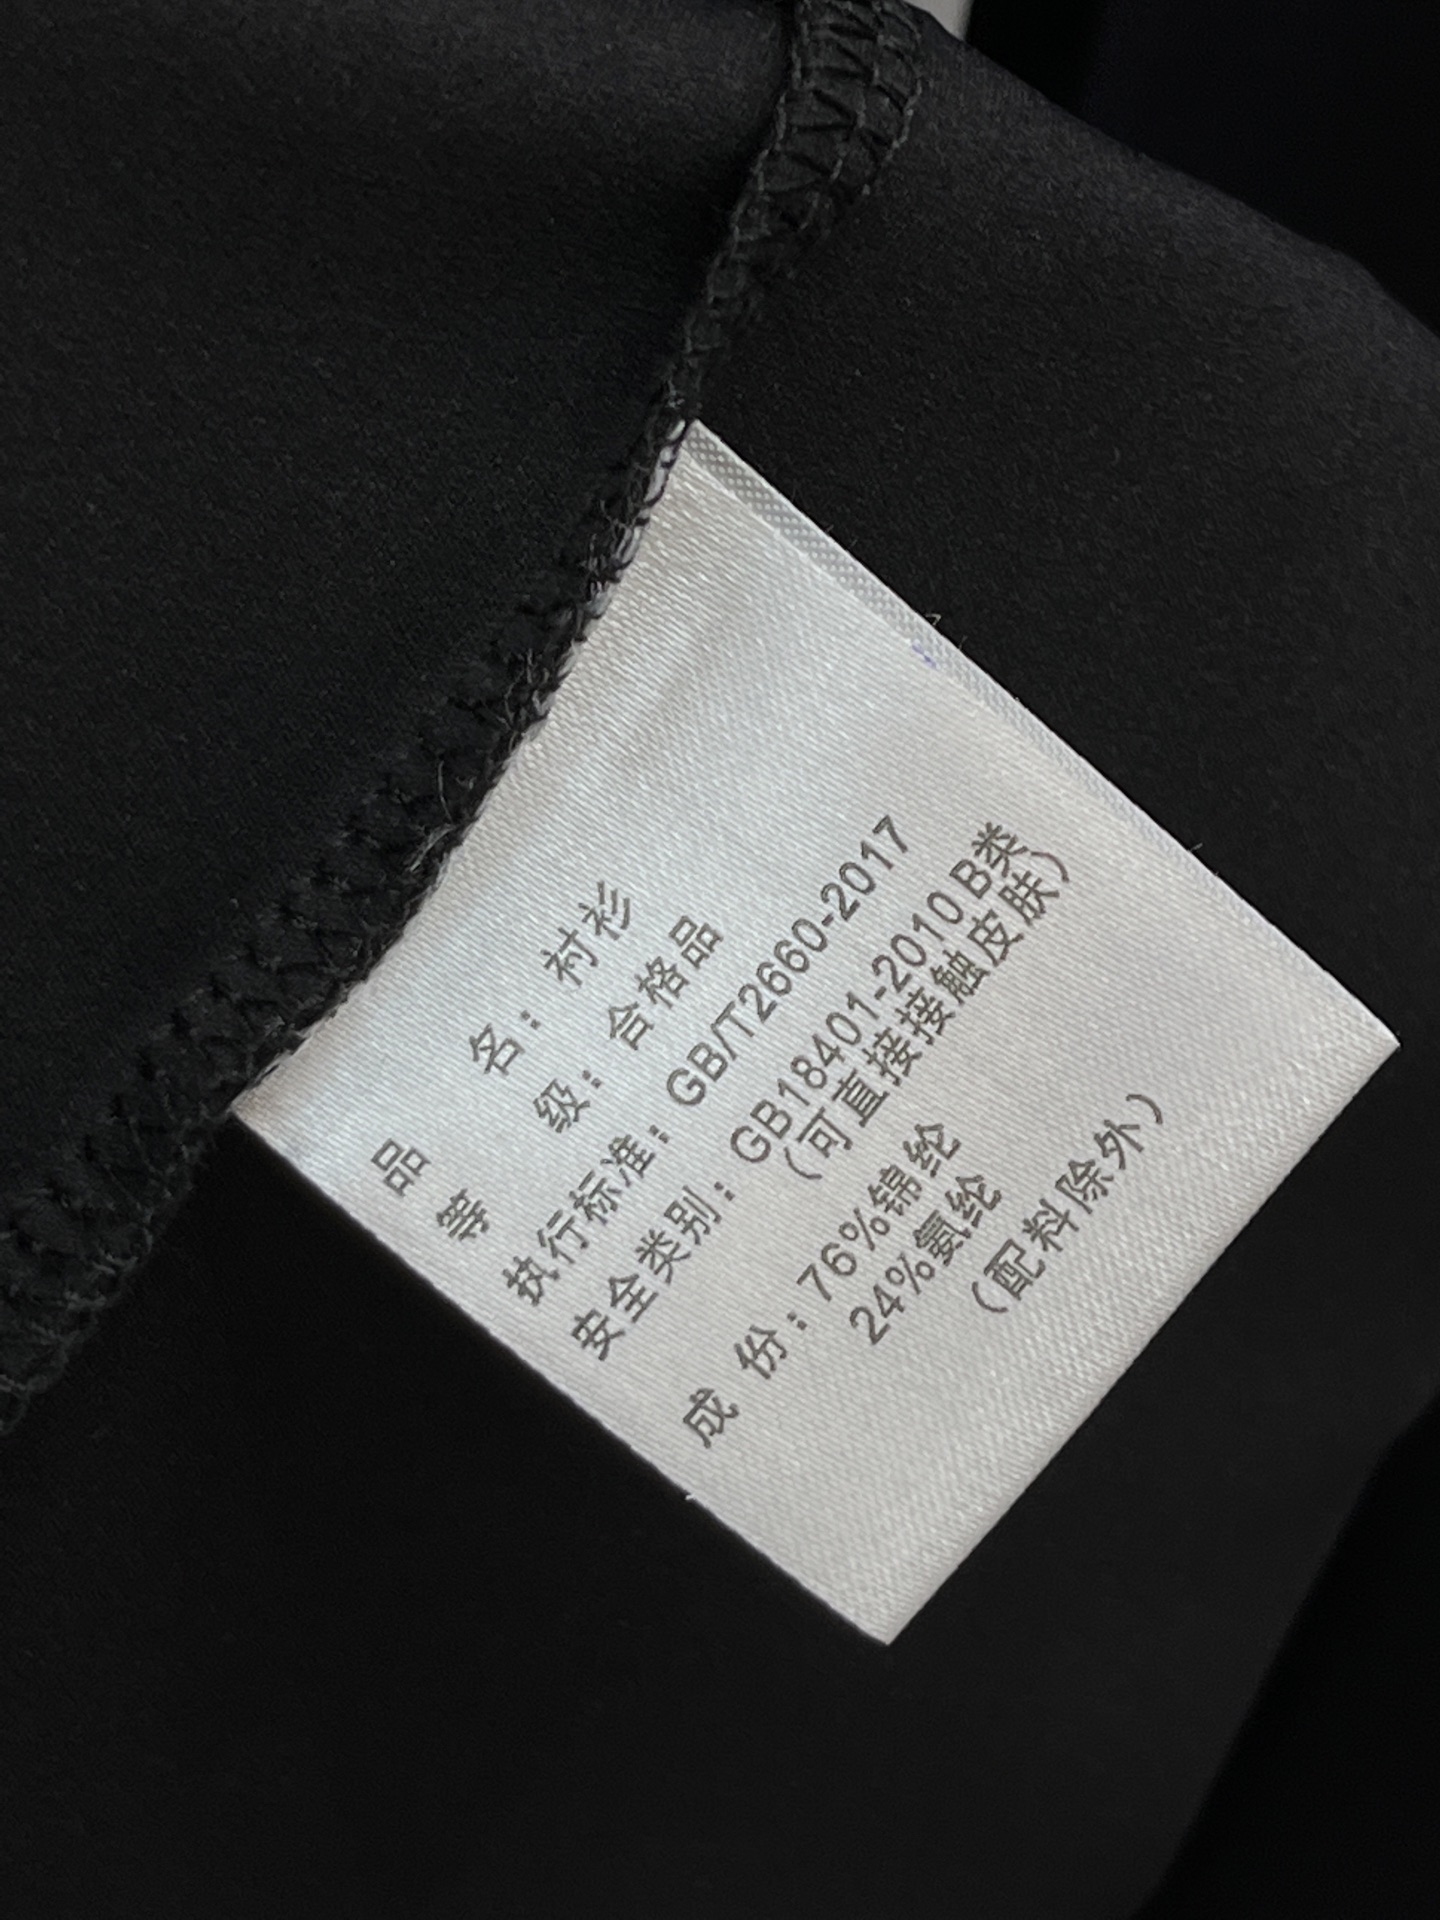 品 名：衬衫
等 级：合格品
执行标准：GB/T2660-2017
安全类别：GB18401-2010 B类
（可直接接触皮肤）
成 份：76%锦纶
24%氨纶
（配料除外）